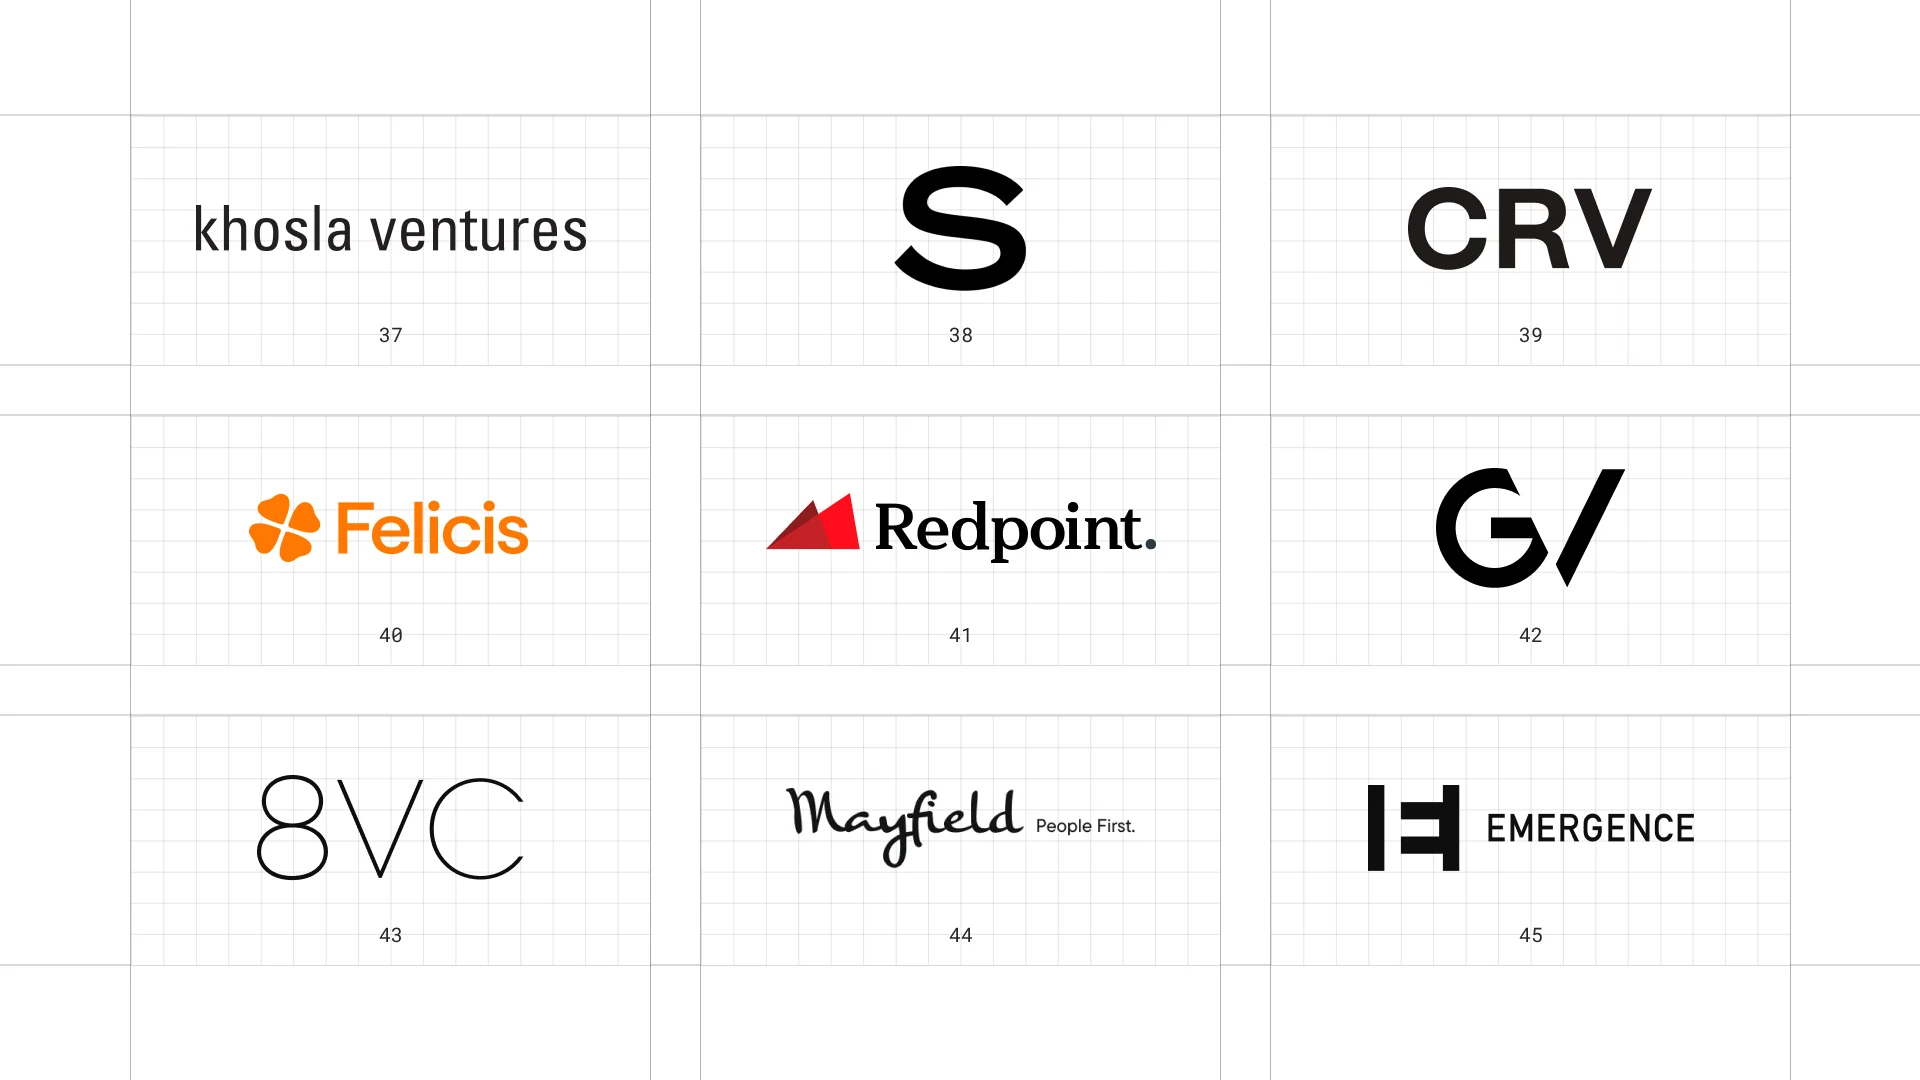 khosla ventures
37
S
38
CRV
39
Felicis
40
Redpoint.
41
GV
42
8VC
43
Mayfield People First.
44
E EMERGENCE
45